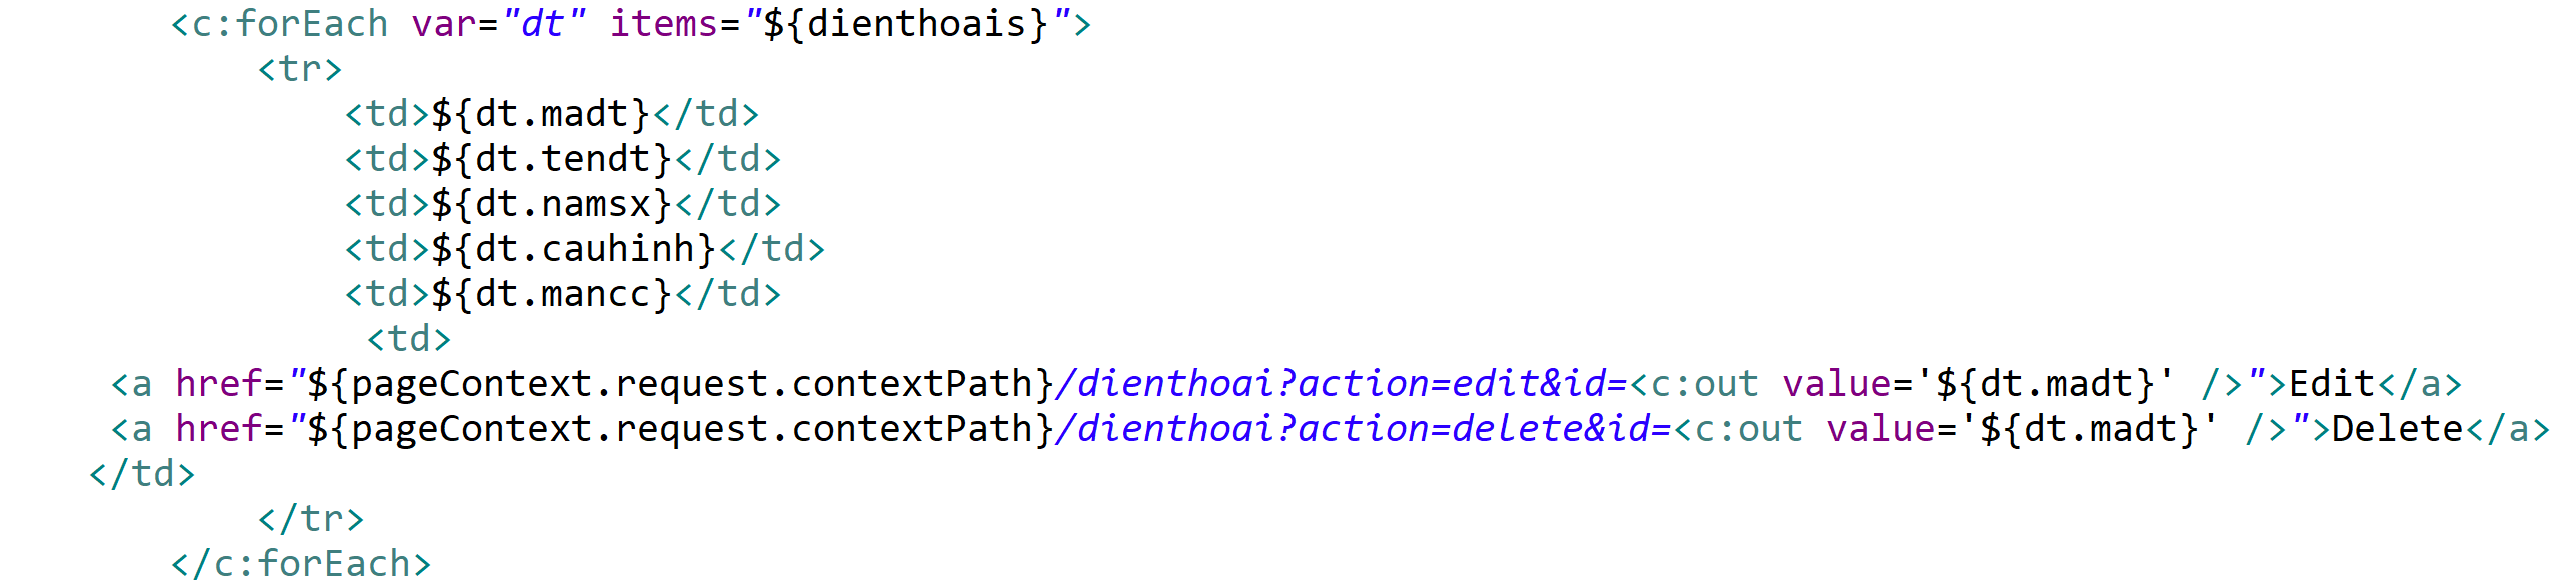 <c:forEach var="dt" items="${dienthoais}">
<tr>
<td>${dt.madt}</td>
<td>${dt.tendt}</td>
<td>${dt.namsx}</td>
<td>${dt.cauhinh}</td>
<td>${dt.mancc}</td>
<td>
<a href="${pageContext.request.contextPath}/dienthoai?action=edit&id=<c:out value='${dt.madt}' />">Edit</a>
<a href="${pageContext.request.contextPath}/dienthoai?action=delete&id=<c:out value='${dt.madt}' />">Delete</a>
</td>
</tr>
</c:forEach>